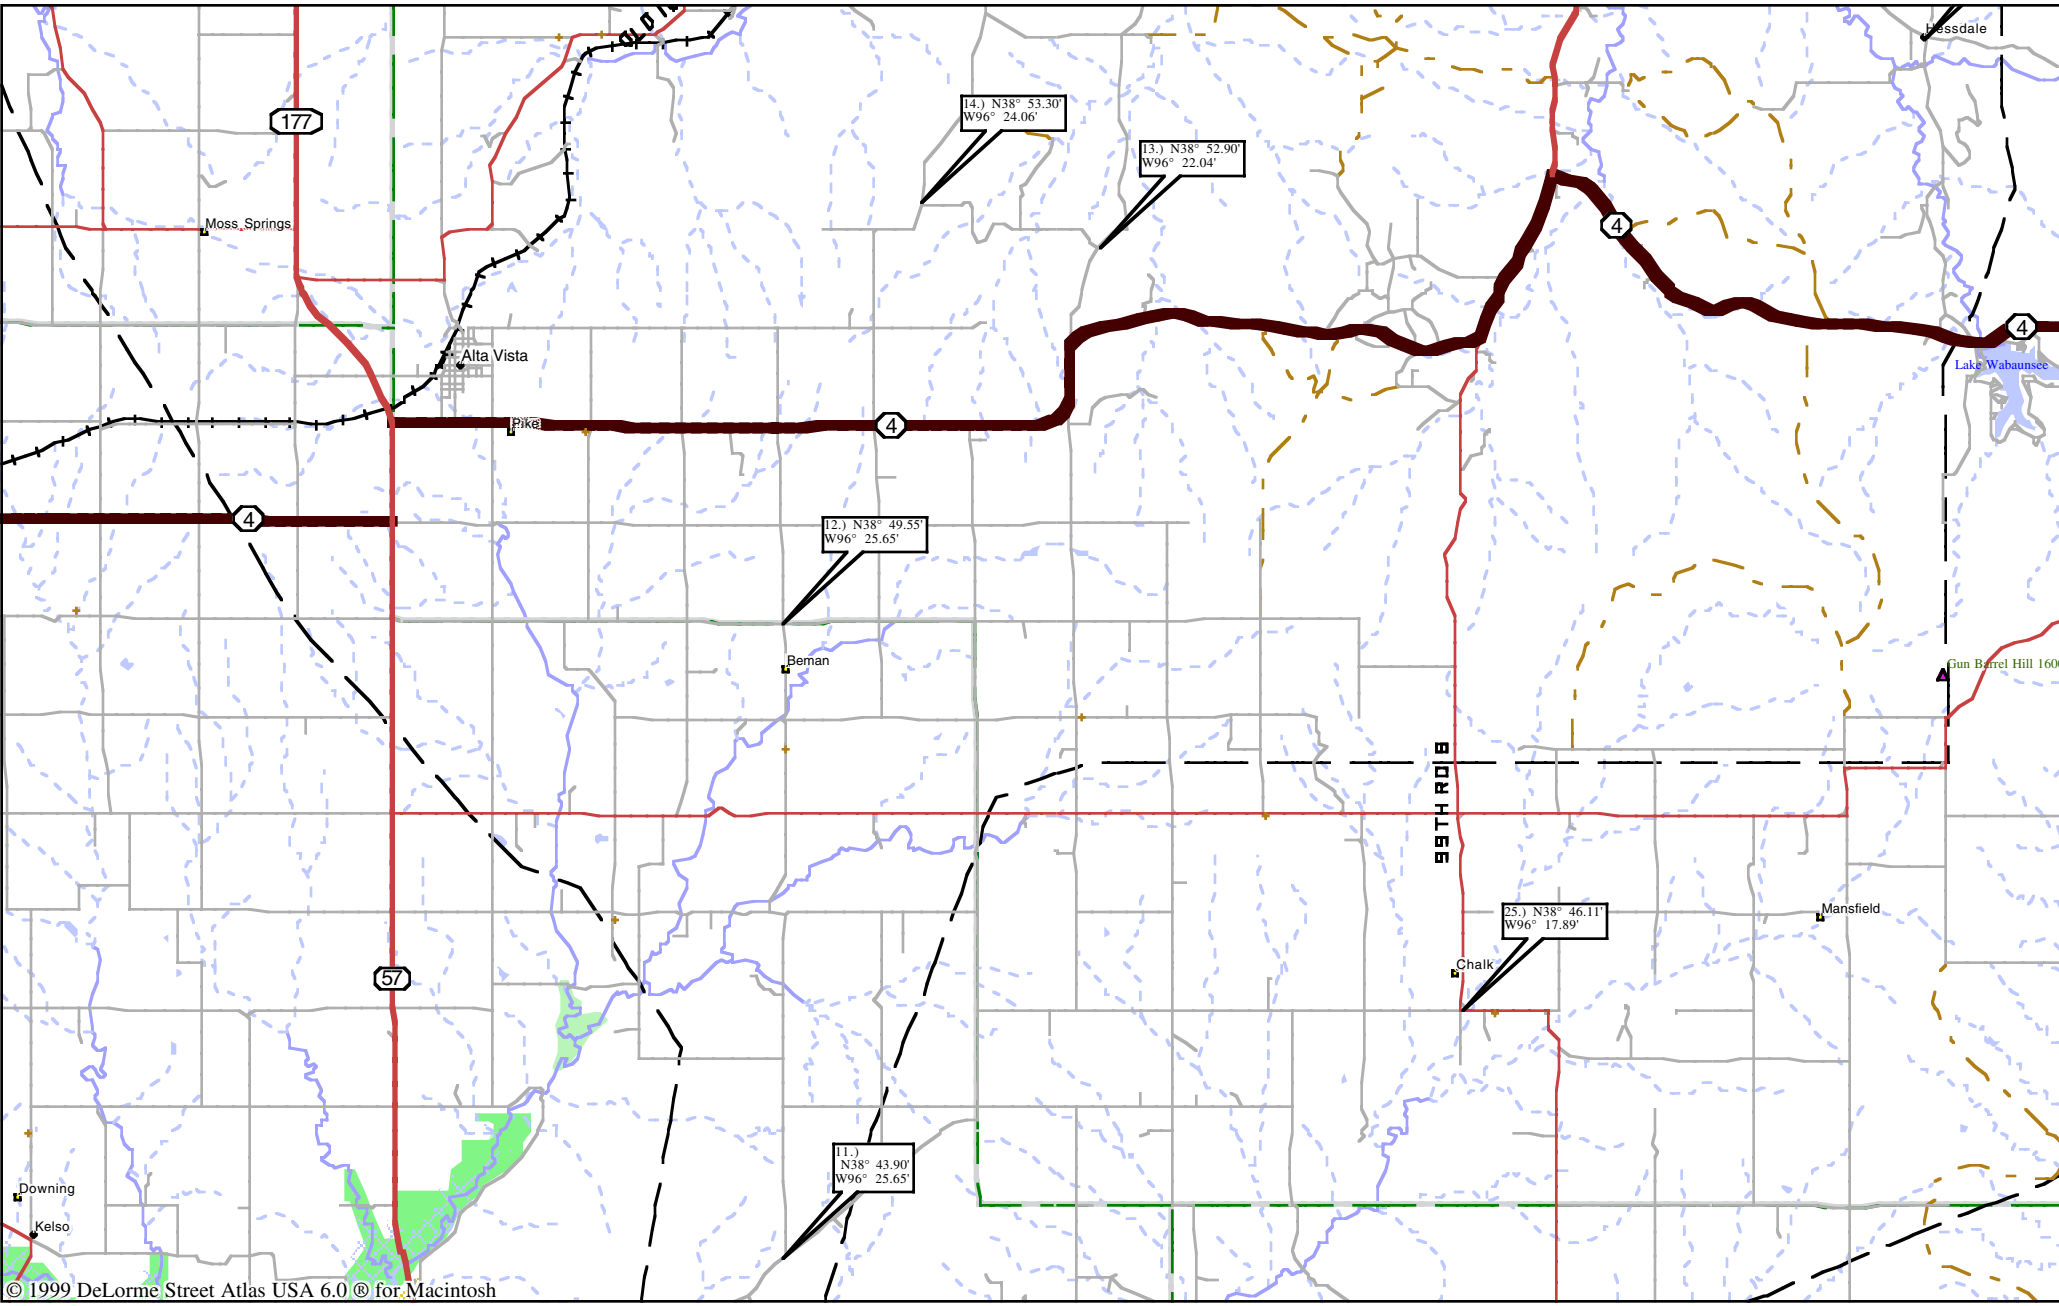 OLD K
Hessdale
14.) N38° 53.30'
W96° 24.06'
177
13.) N38° 52.90'
W96° 22.04'
Moss Springs
4
4
Alta Vista
Lake Wabaunsee
Pike
4
4
12.) N38° 49.55'
W96° 25.65'
Beman
Gun Barrel Hill 1600
99TH RD B
25.) N38° 46.11'
W96° 17.89'
Mansfield
Chalk
57
11.)
N38° 43.90'
W96° 25.65'
Downing
Kelso
© 1999 DeLorme Street Atlas USA 6.0 ® for Macintosh